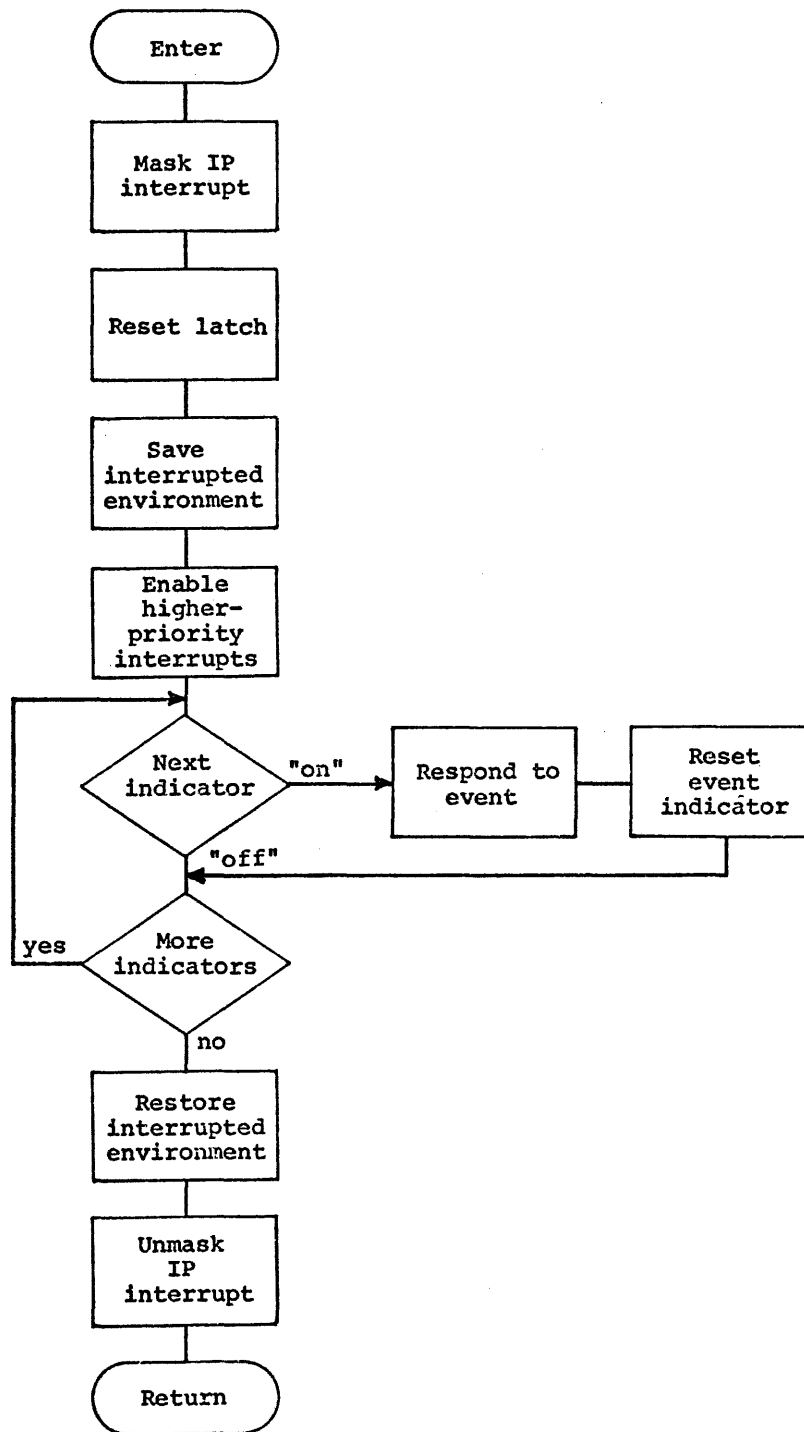 Enter
Mask IP
interrupt
Reset latch
Save
interrupted
environment
Enable
higher-
priority
interrupts
Next
indicator
"on"
Respond to
event
Reset
event
indicator
"off"
More
indicators
yes
no
Restore
interrupted
environment
Unmask
IP
interrupt
Return